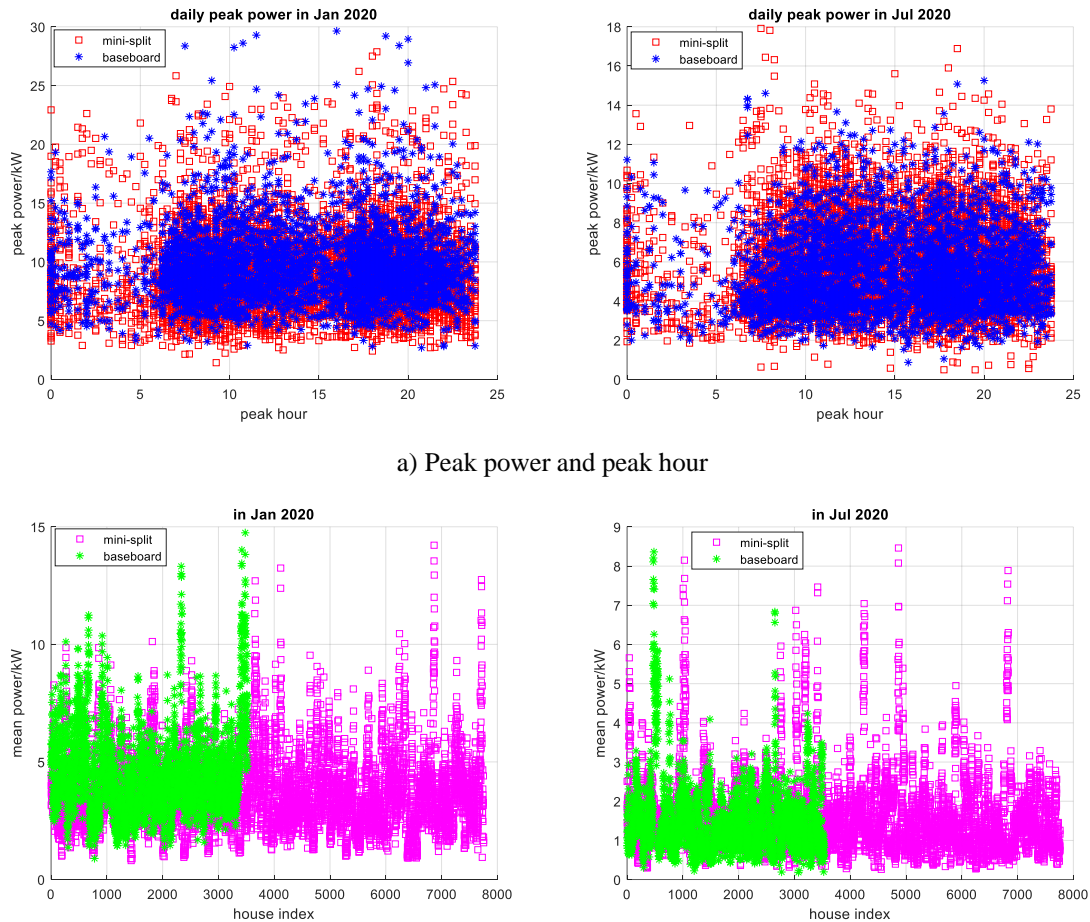 daily peak power in Jan 2020
30
25
20
15
10
5
0
peak power/kW
mini-split
baseboard
0 5 10 15 20 25
peak hour
daily peak power in Jul 2020
18
16
14
12
10
8
6
4
2
0
peak power/kW
mini-split
baseboard
0 5 10 15 20 25
peak hour
a) Peak power and peak hour
in Jan 2020
15
10
5
0
mean power/kW
mini-split
baseboard
0 1000 2000 3000 4000 5000 6000 7000 8000
house index
in Jul 2020
9
8
7
6
5
4
3
2
1
0
mean power/kW
mini-split
baseboard
0 1000 2000 3000 4000 5000 6000 7000 8000
house index